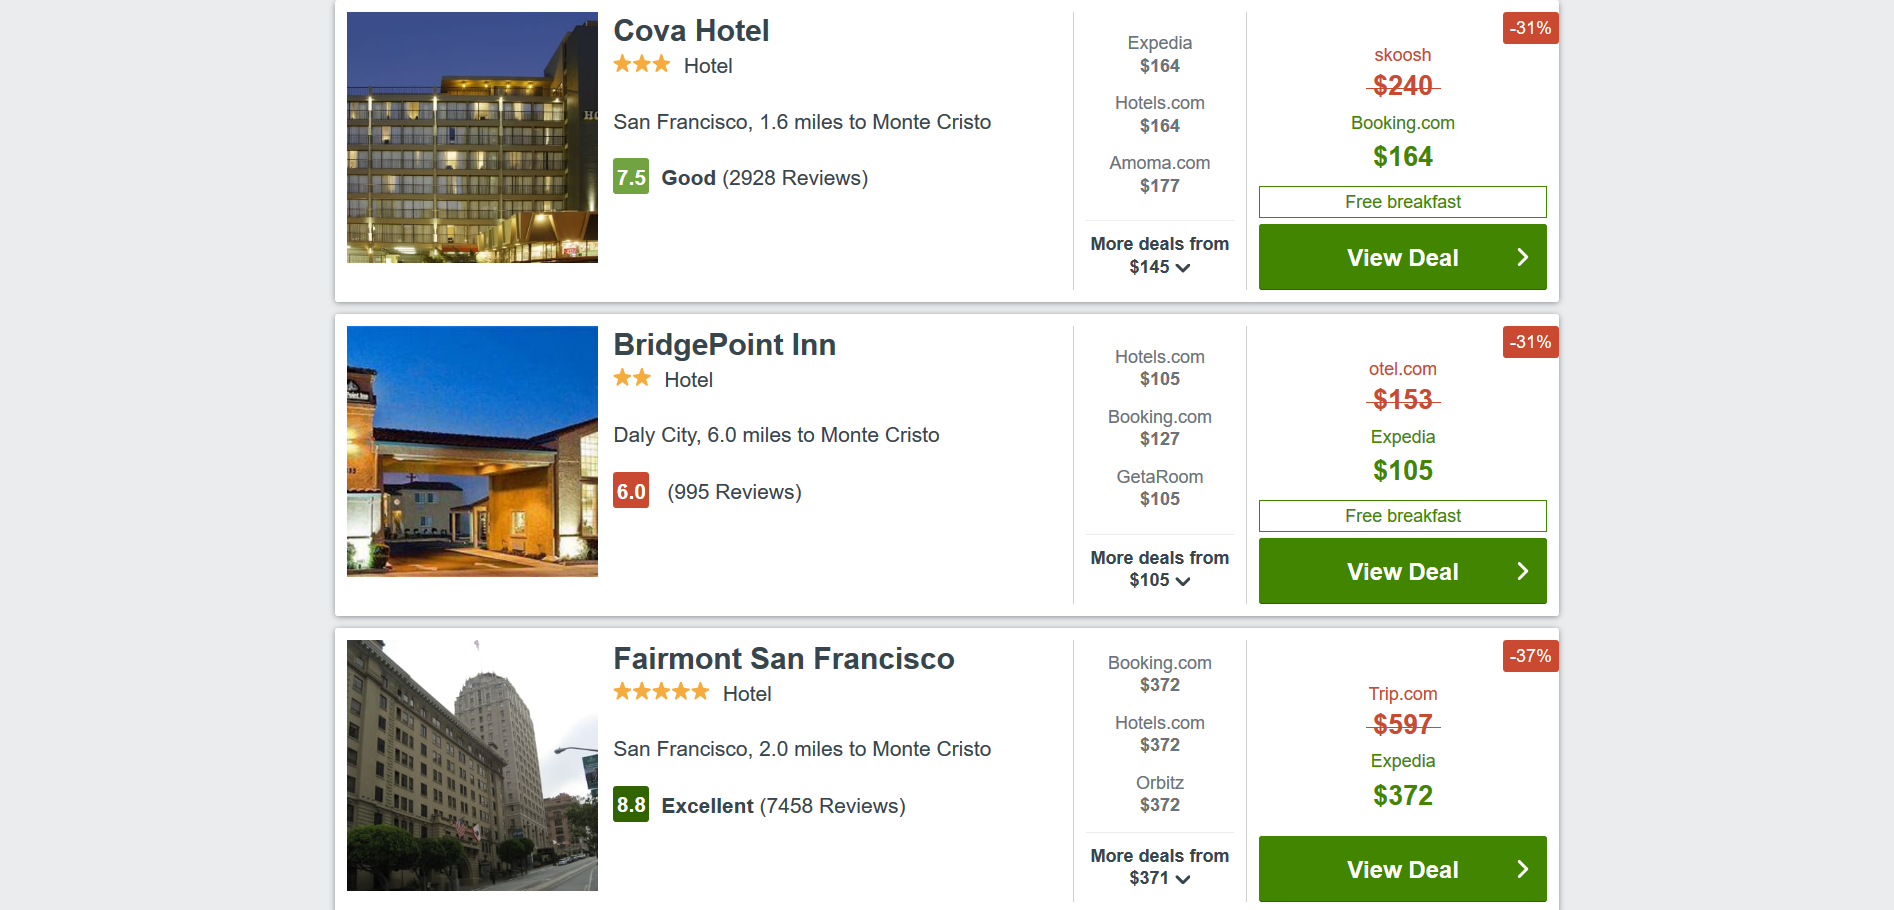 Cova Hotel
Hotel
San Francisco, 1.6 miles to Monte Cristo
7.5 Good (2928 Reviews)
Expedia
$164
Hotels.com
$164
Amoma.com
$177
More deals from
$145
-31%
skoosh
$240
Booking.com
$164
Free breakfast
View Deal
BridgePoint Inn
Hotel
Daly City, 6.0 miles to Monte Cristo
6.0 (995 Reviews)
Hotels.com
$105
Booking.com
$127
GetaRoom
$105
More deals from
$105
-31%
otel.com
$153
Expedia
$105
Free breakfast
View Deal
Fairmont San Francisco
Hotel
San Francisco, 2.0 miles to Monte Cristo
8.8 Excellent (7458 Reviews)
Booking.com
$372
Hotels.com
$372
Orbitz
$372
More deals from
$371
-37%
Trip.com
$597
Expedia
$372
View Deal